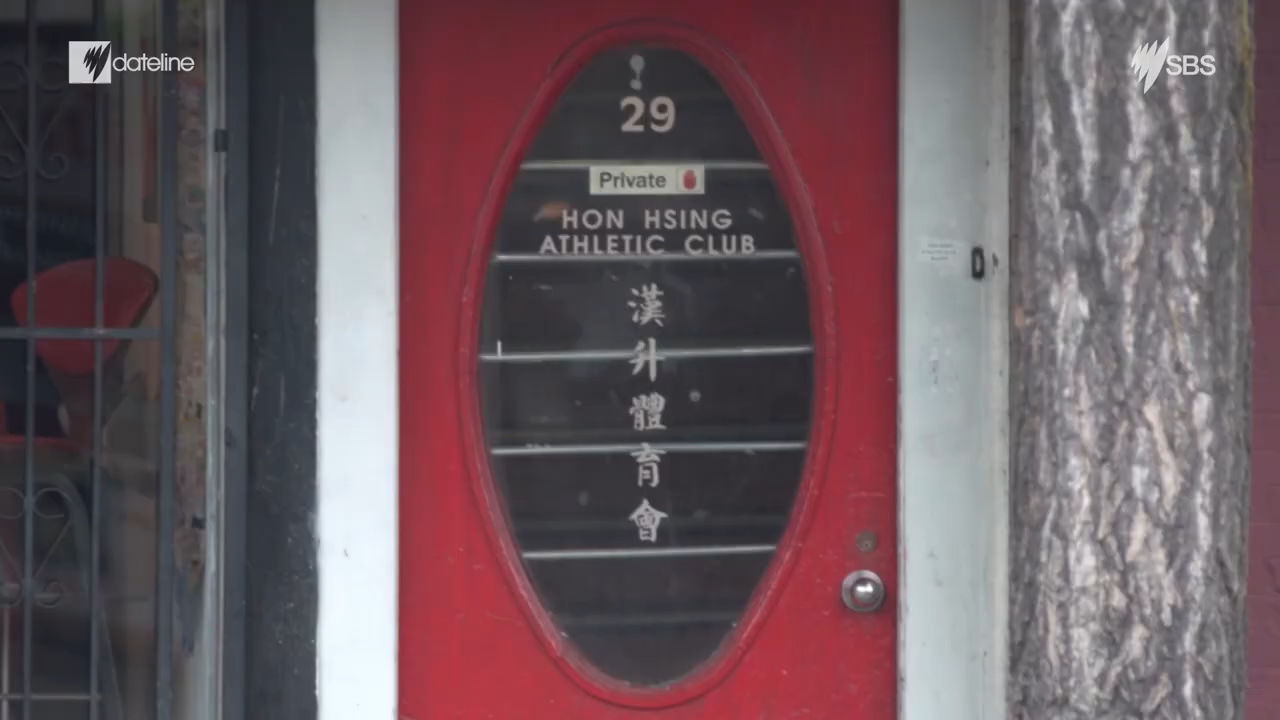 dateline
SBS
29
Private
HON HSING
ATHLETIC CLUB
漢升體育會